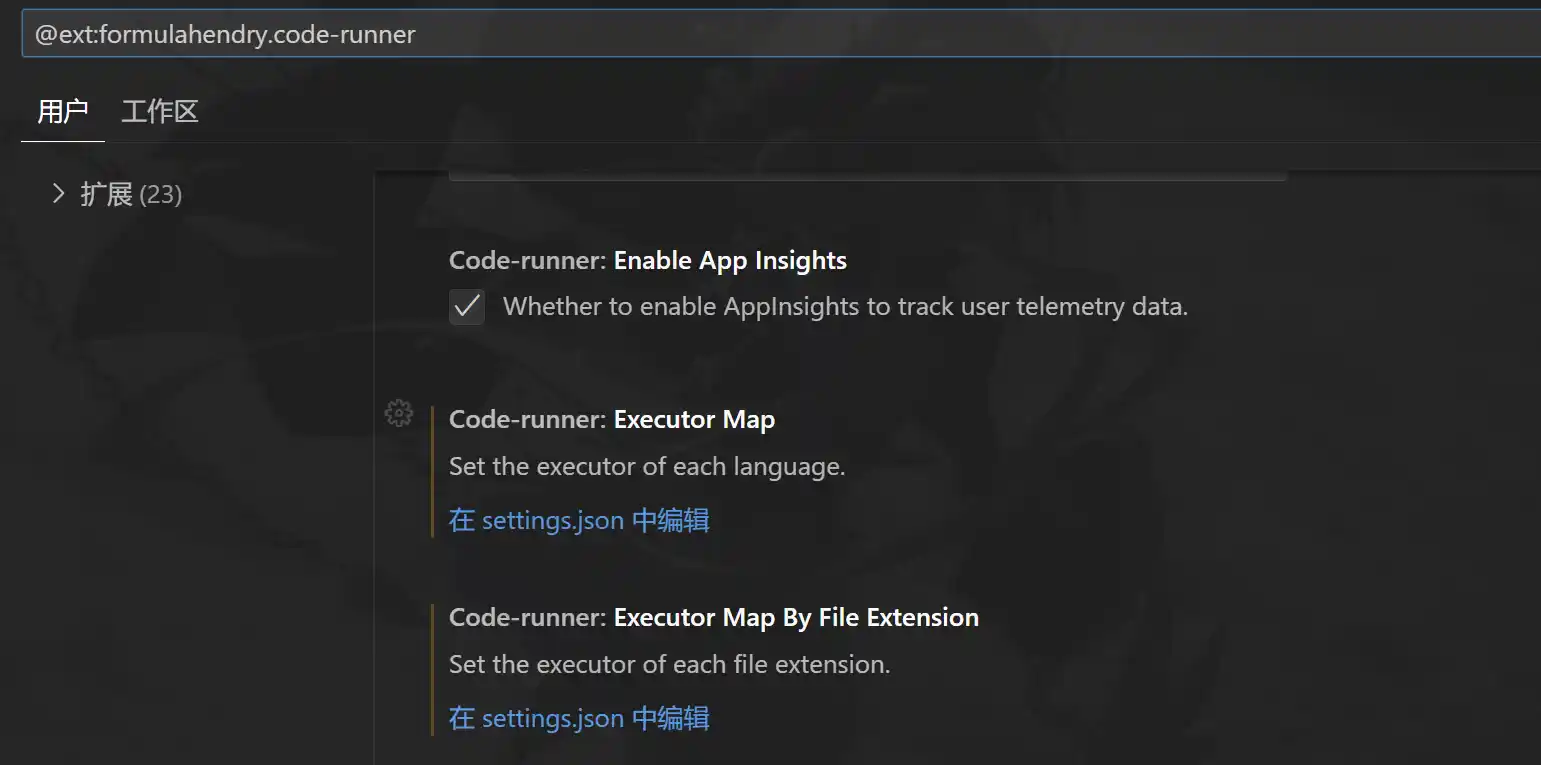 @ext:formulahendry.code-runner
用户 工作区
扩展 (23)
Code-runner: Enable App Insights
Whether to enable AppInsights to track user telemetry data.
Code-runner: Executor Map
Set the executor of each language.
在 settings.json 中编辑
Code-runner: Executor Map By File Extension
Set the executor of each file extension.
在 settings.json 中编辑